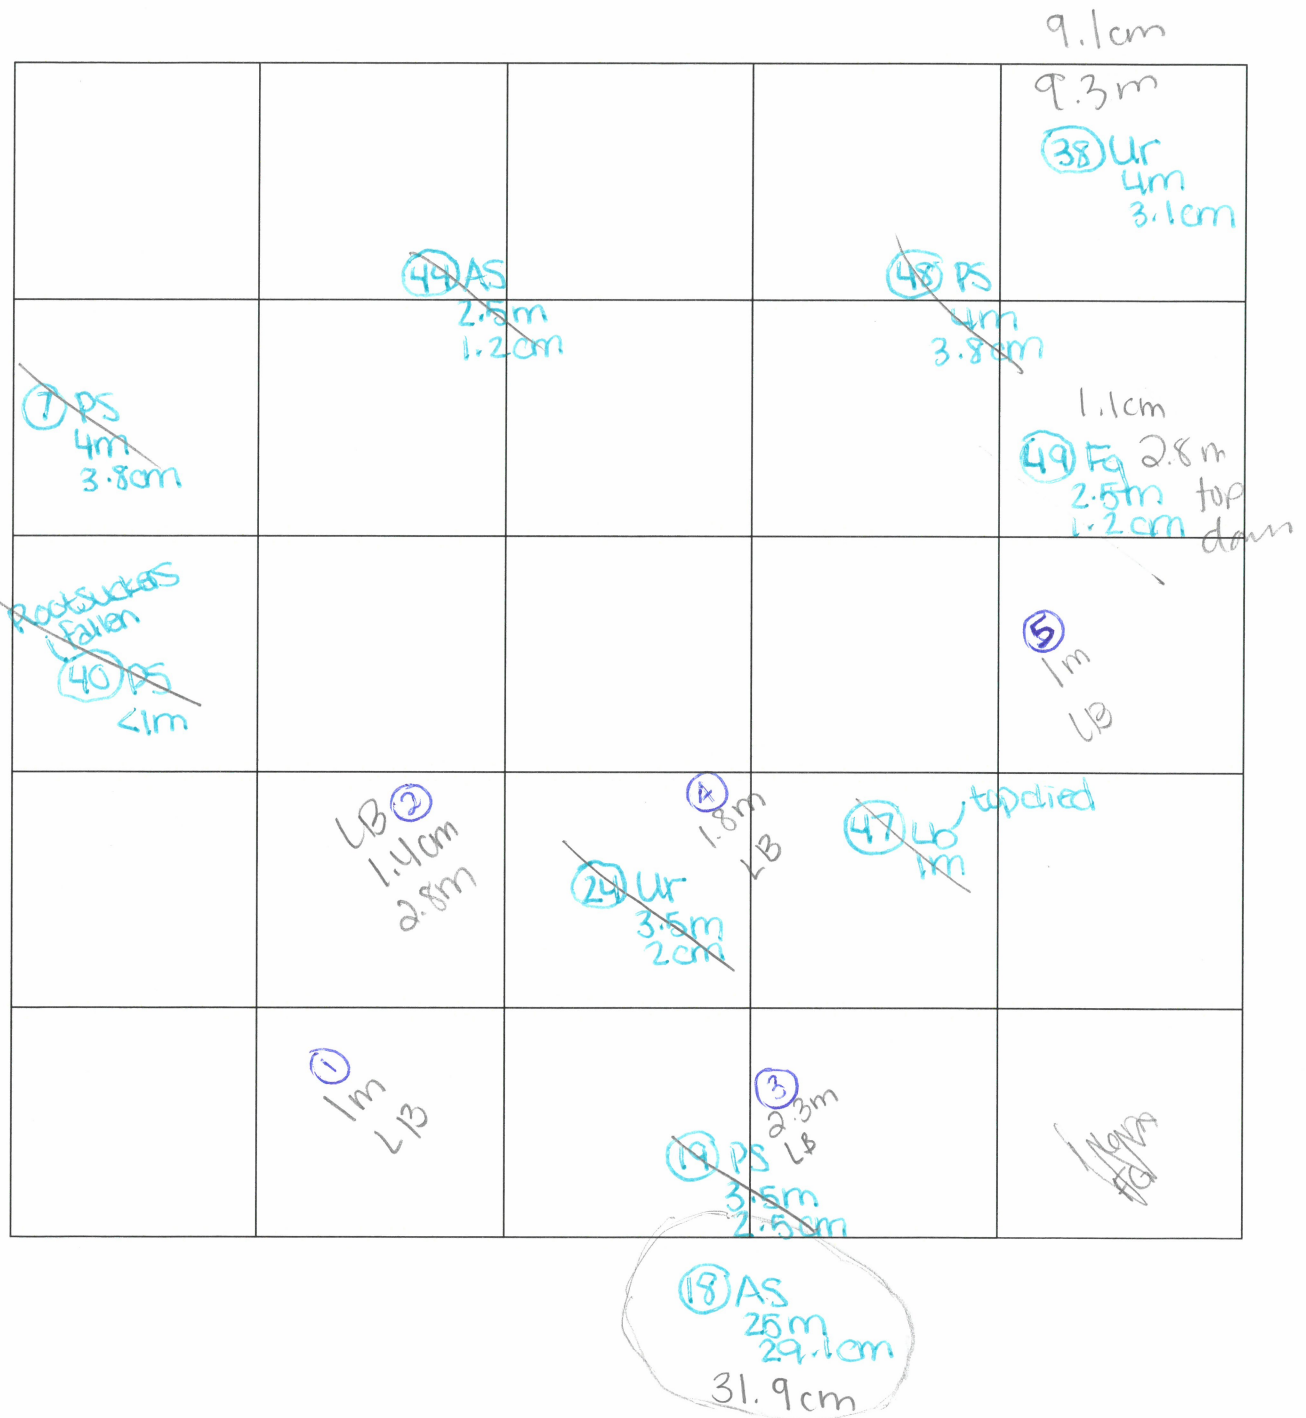 9.1cm
9.3m
38 Ur
4m
3.1cm
44 AS
2.5m
1.2cm
48 PS
4m
3.8cm
7 PS
4m
3.8cm
1.1cm
49 Fg 2.8m
2.5m top
1.2cm down
Rootsuckers
Fallen
40 PS
<1m
5
1m
LB
LB 2
1.4cm
2.8m
4
1.8m
LB
47 Lb topdied
1m
24 Ur
3.5m
2cm
1
1m
LB
3
2.3m
LB
19 PS
3.5m
2.5cm
18 AS
25m
29.1cm
31.9cm